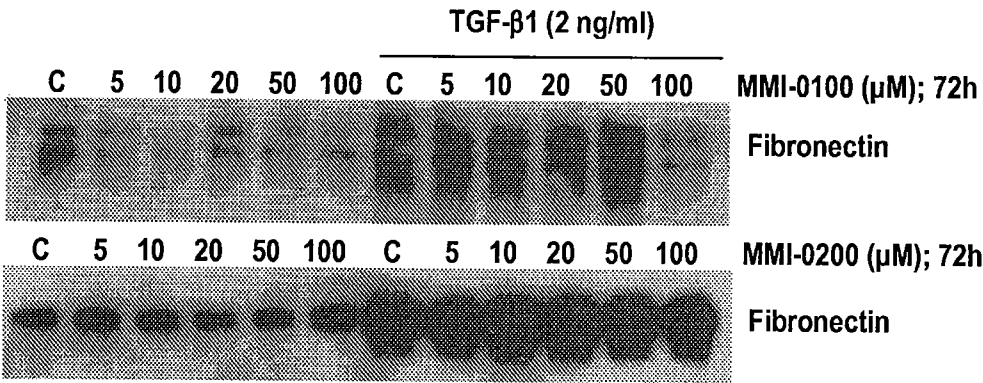 TGF-β1 (2 ng/ml)
C 5 10 20 50 100 C 5 10 20 50 100 MMI-0100 (µM); 72h
Fibronectin
C 5 10 20 50 100 C 5 10 20 50 100 MMI-0200 (µM); 72h
Fibronectin